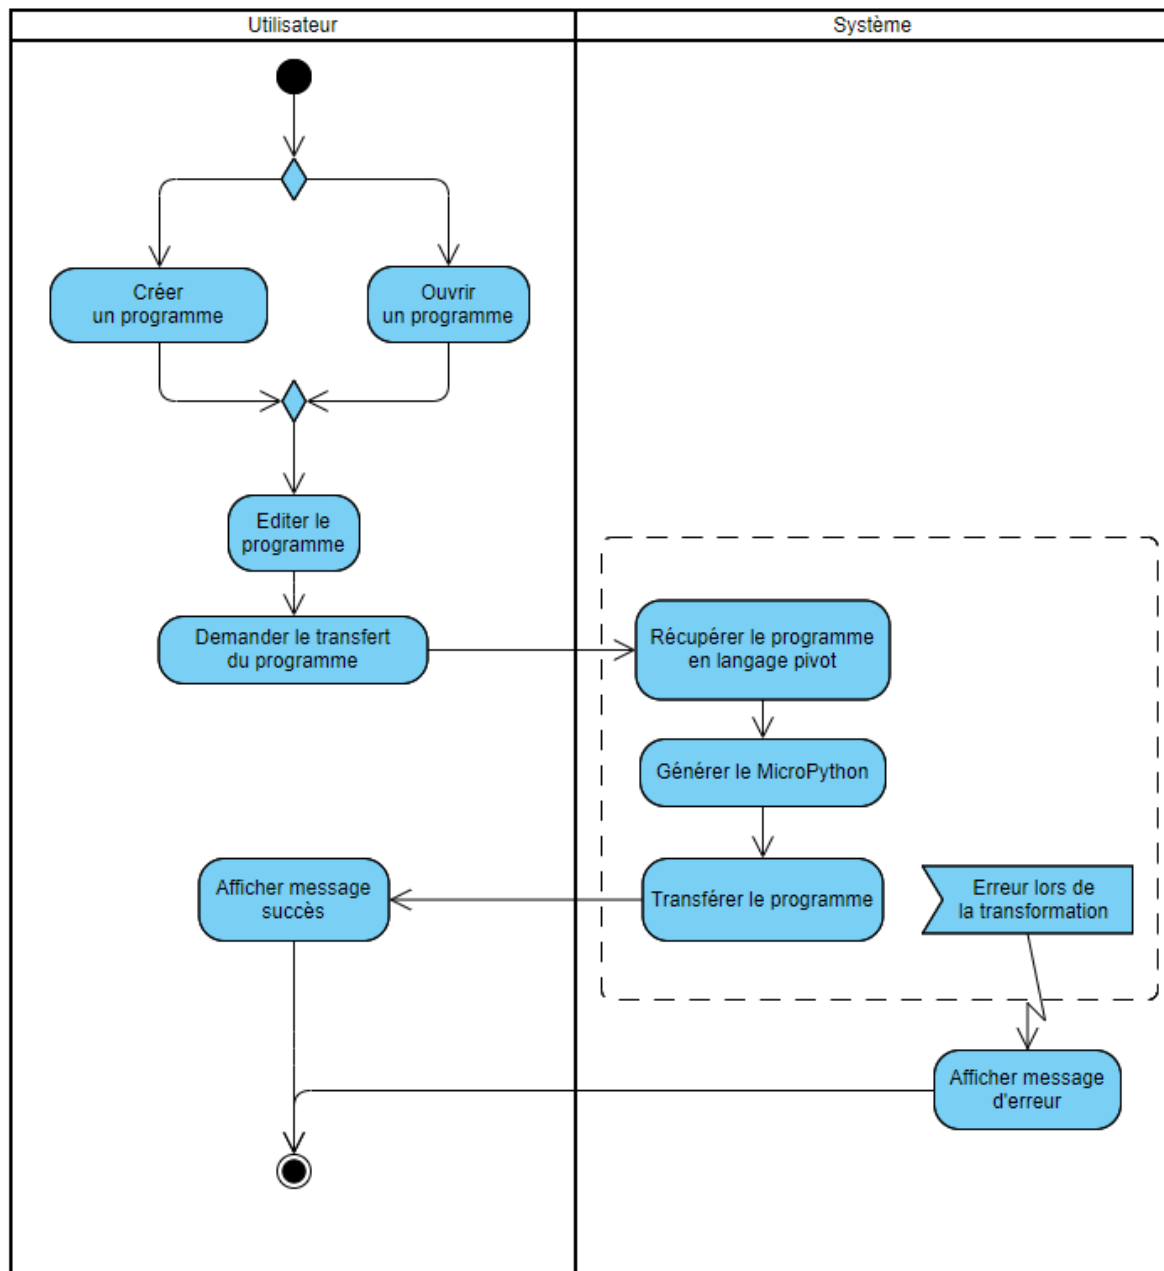 Utilisateur
Système
Créer
un programme
Ouvrir
un programme
Editer le
programme
Demander le transfert
du programme
Récupérer le programme
en langage pivot
Générer le MicroPython
Afficher message
succès
Transférer le programme
Erreur lors de
la transformation
Afficher message
d'erreur